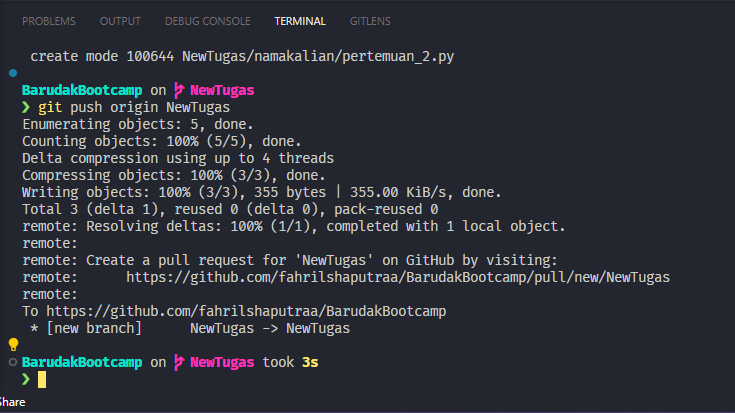 PROBLEMS OUTPUT DEBUG CONSOLE TERMINAL GITLENS
create mode 100644 NewTugas/namakalian/pertemuan_2.py
BarudakBootcamp on NewTugas
❯ git push origin NewTugas
Enumerating objects: 5, done.
Counting objects: 100% (5/5), done.
Delta compression using up to 4 threads
Compressing objects: 100% (3/3), done.
Writing objects: 100% (3/3), 355 bytes | 355.00 KiB/s, done.
Total 3 (delta 1), reused 0 (delta 0), pack-reused 0
remote: Resolving deltas: 100% (1/1), completed with 1 local object.
remote:
remote: Create a pull request for 'NewTugas' on GitHub by visiting:
remote:      https://github.com/fahrilshaputraa/BarudakBootcamp/pull/new/NewTugas
remote:
To https://github.com/fahrilshaputraa/BarudakBootcamp
* [new branch]      NewTugas -> NewTugas
BarudakBootcamp on NewTugas took 3s
❯
Share